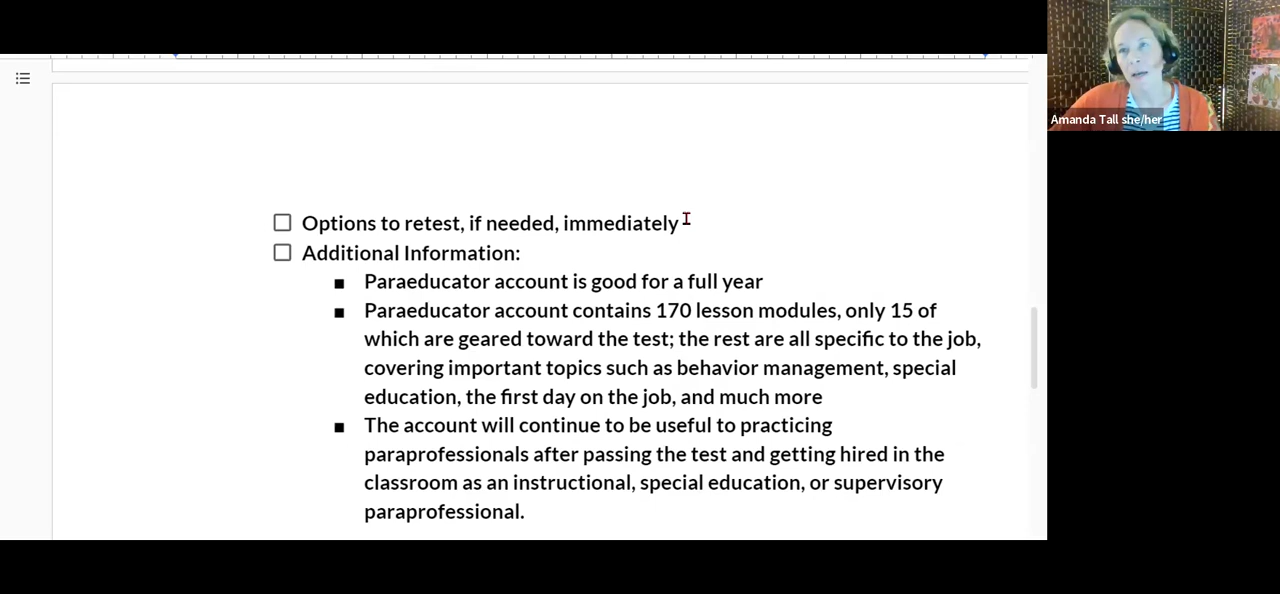 Amanda Tall she/her
Options to retest, if needed, immediately
Additional Information:
Paraeducator account is good for a full year
Paraeducator account contains 170 lesson modules, only 15 of
which are geared toward the test; the rest are all specific to the job,
covering important topics such as behavior management, special
education, the first day on the job, and much more
The account will continue to be useful to practicing
paraprofessionals after passing the test and getting hired in the
classroom as an instructional, special education, or supervisory
paraprofessional.